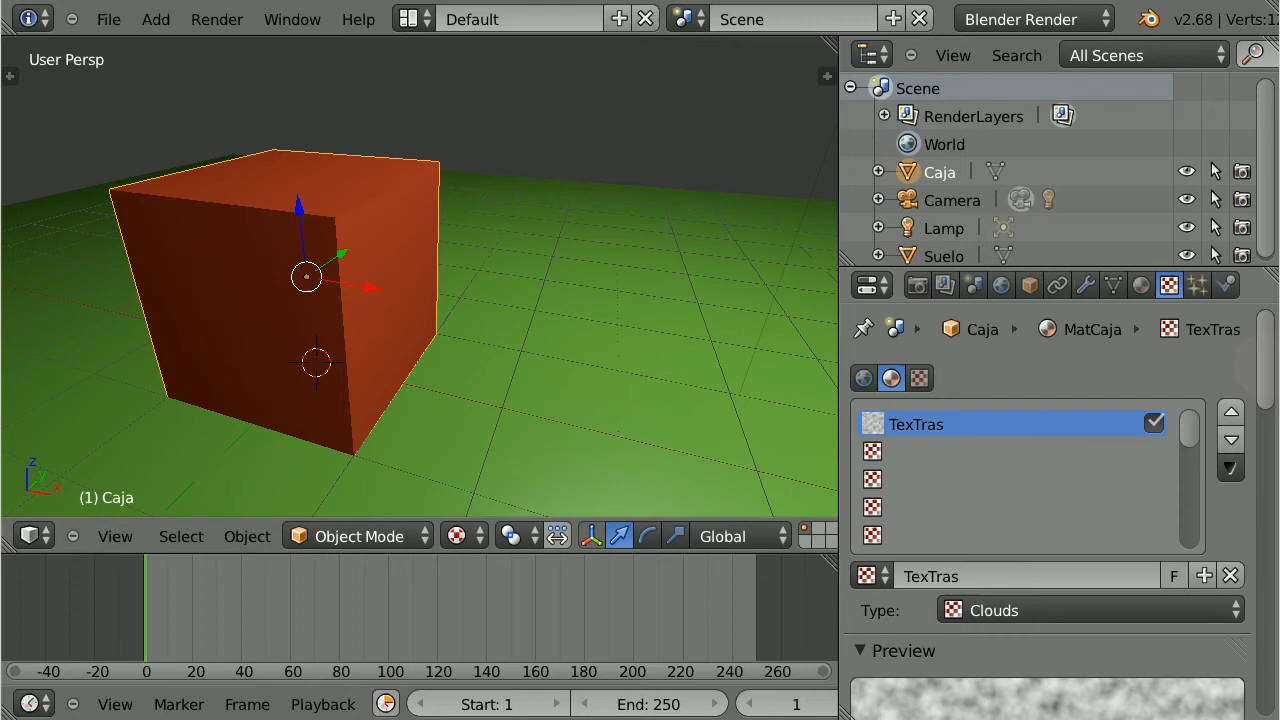 File Add Render Window Help Default Scene Blender Render v2.68 | Verts:12
User Persp
View Search All Scenes
Scene
RenderLayers
World
Caja
Camera
Lamp
Suelo
Caja MatCaja TexTras
TexTras
z
y
x
(1) Caja
View Select Object Object Mode Global
TexTras F
Type: Clouds
Preview
-40 -20 0 20 40 60 80 100 120 140 160 180 200 220 240 260
View Marker Frame Playback Start: 1 End: 250 1